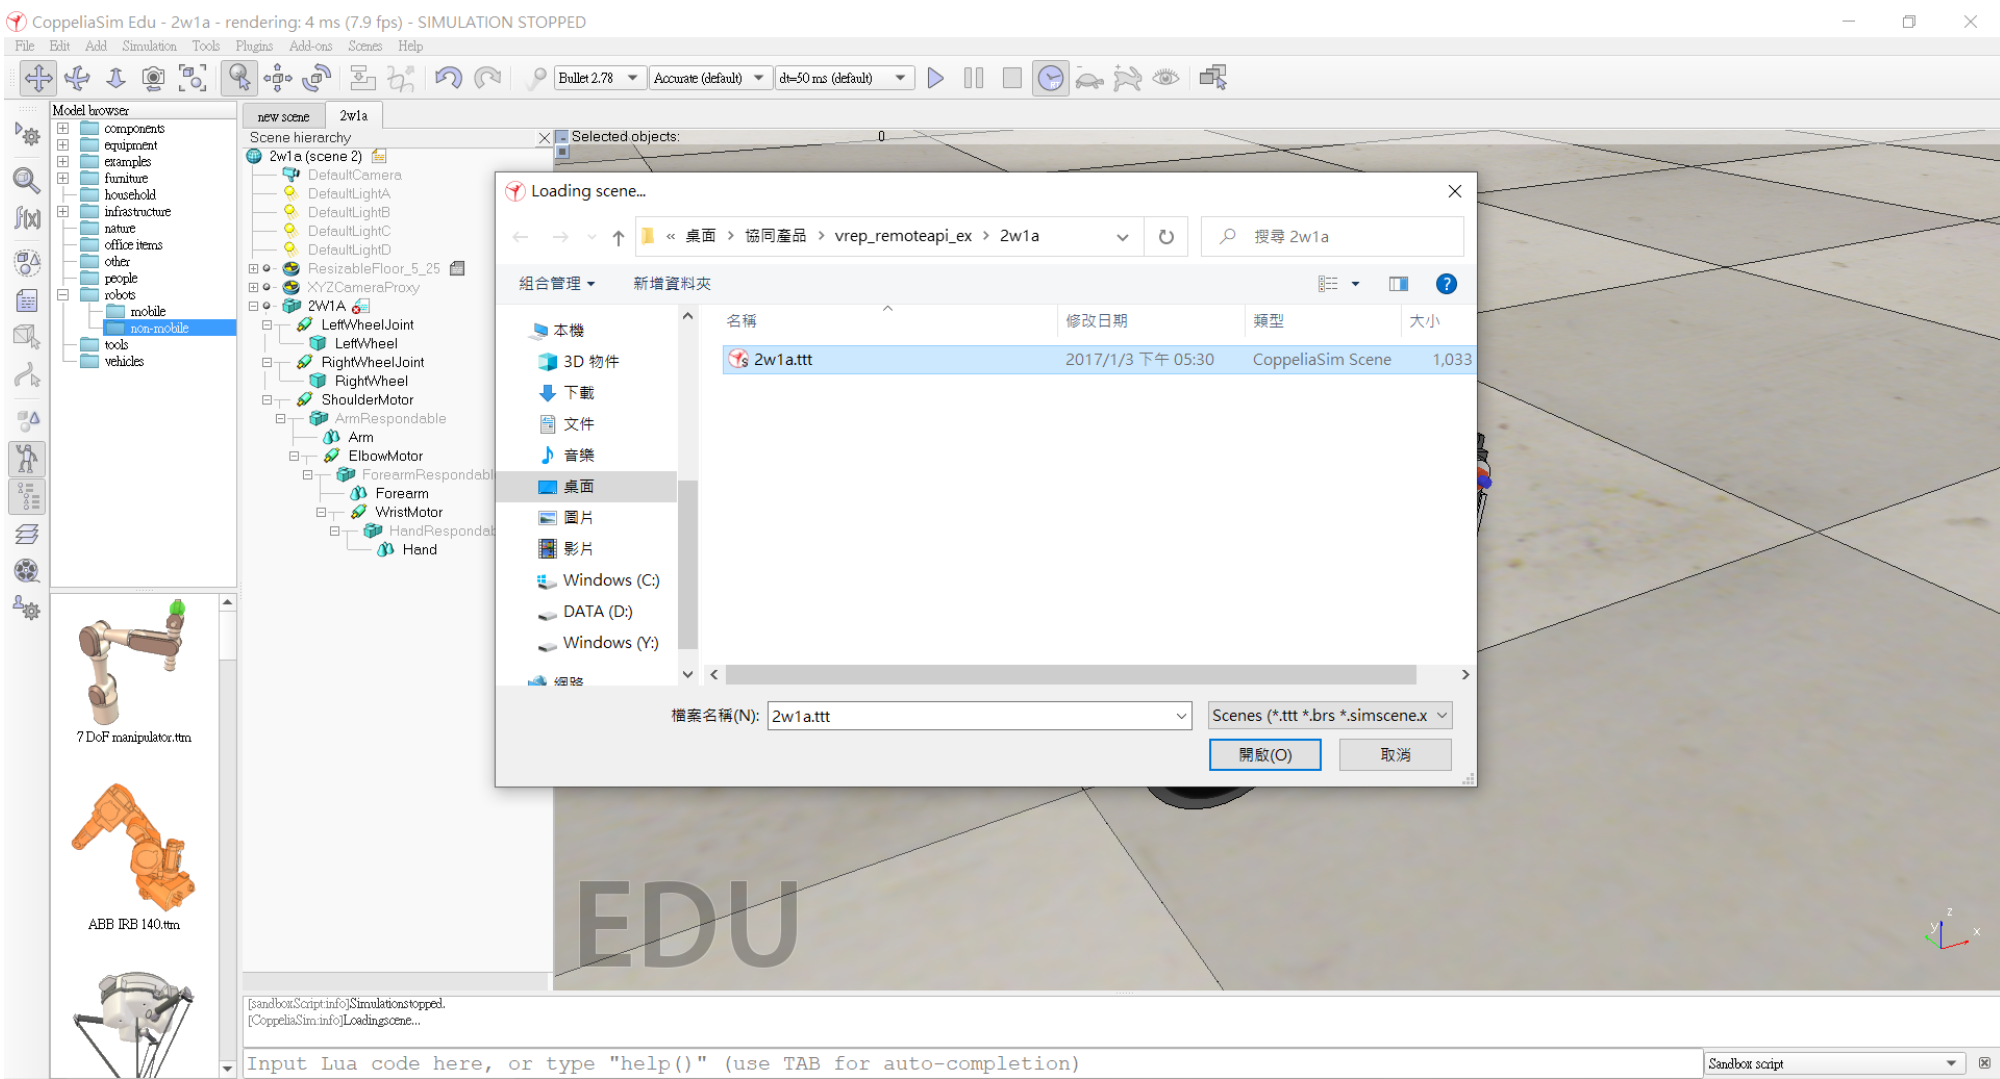 CoppeliaSim Edu - 2w1a - rendering: 4 ms (7.9 fps) - SIMULATION STOPPED
File Edit Add Simulation Tools Plugins Add-ons Scenes Help
Bullet 2.78 Accurate (default) dt=50 ms (default)
Model browser
components
equipment
examples
furniture
household
infrastructure
nature
office items
other
people
robots
mobile
non-mobile
tools
vehicles
7 DoF manipulator.ttm
ABB IRB 140.ttm
new scene 2w1a
Scene hierarchy
2w1a (scene 2)
DefaultCamera
DefaultLightA
DefaultLightB
DefaultLightC
DefaultLightD
ResizableFloor_5_25
XYZCameraProxy
2W1A
LeftWheelJoint
LeftWheel
RightWheelJoint
RightWheel
ShoulderMotor
ArmRespondable
Arm
ElbowMotor
ForearmRespondabl
Forearm
WristMotor
HandRespondab
Hand
Selected objects: 0
Loading scene...
« 桌面 › 協同產品 › vrep_remoteapi_ex › 2w1a
搜尋 2w1a
組合管理 新增資料夾
本機
3D 物件
下載
文件
音樂
桌面
圖片
影片
Windows (C:)
DATA (D:)
Windows (Y:)
網路
名稱 修改日期 類型 大小
2w1a.ttt 2017/1/3 下午 05:30 CoppeliaSim Scene 1,033
檔案名稱(N): 2w1a.ttt Scenes (*.ttt *.brs *.simscene.x
開啟(O) 取消
EDU
z
y
x
[sandboxScript:info]Simulationstopped.
[CoppeliaSim:info]Loadingscene...
Input Lua code here, or type "help()" (use TAB for auto-completion)
Sandbox script